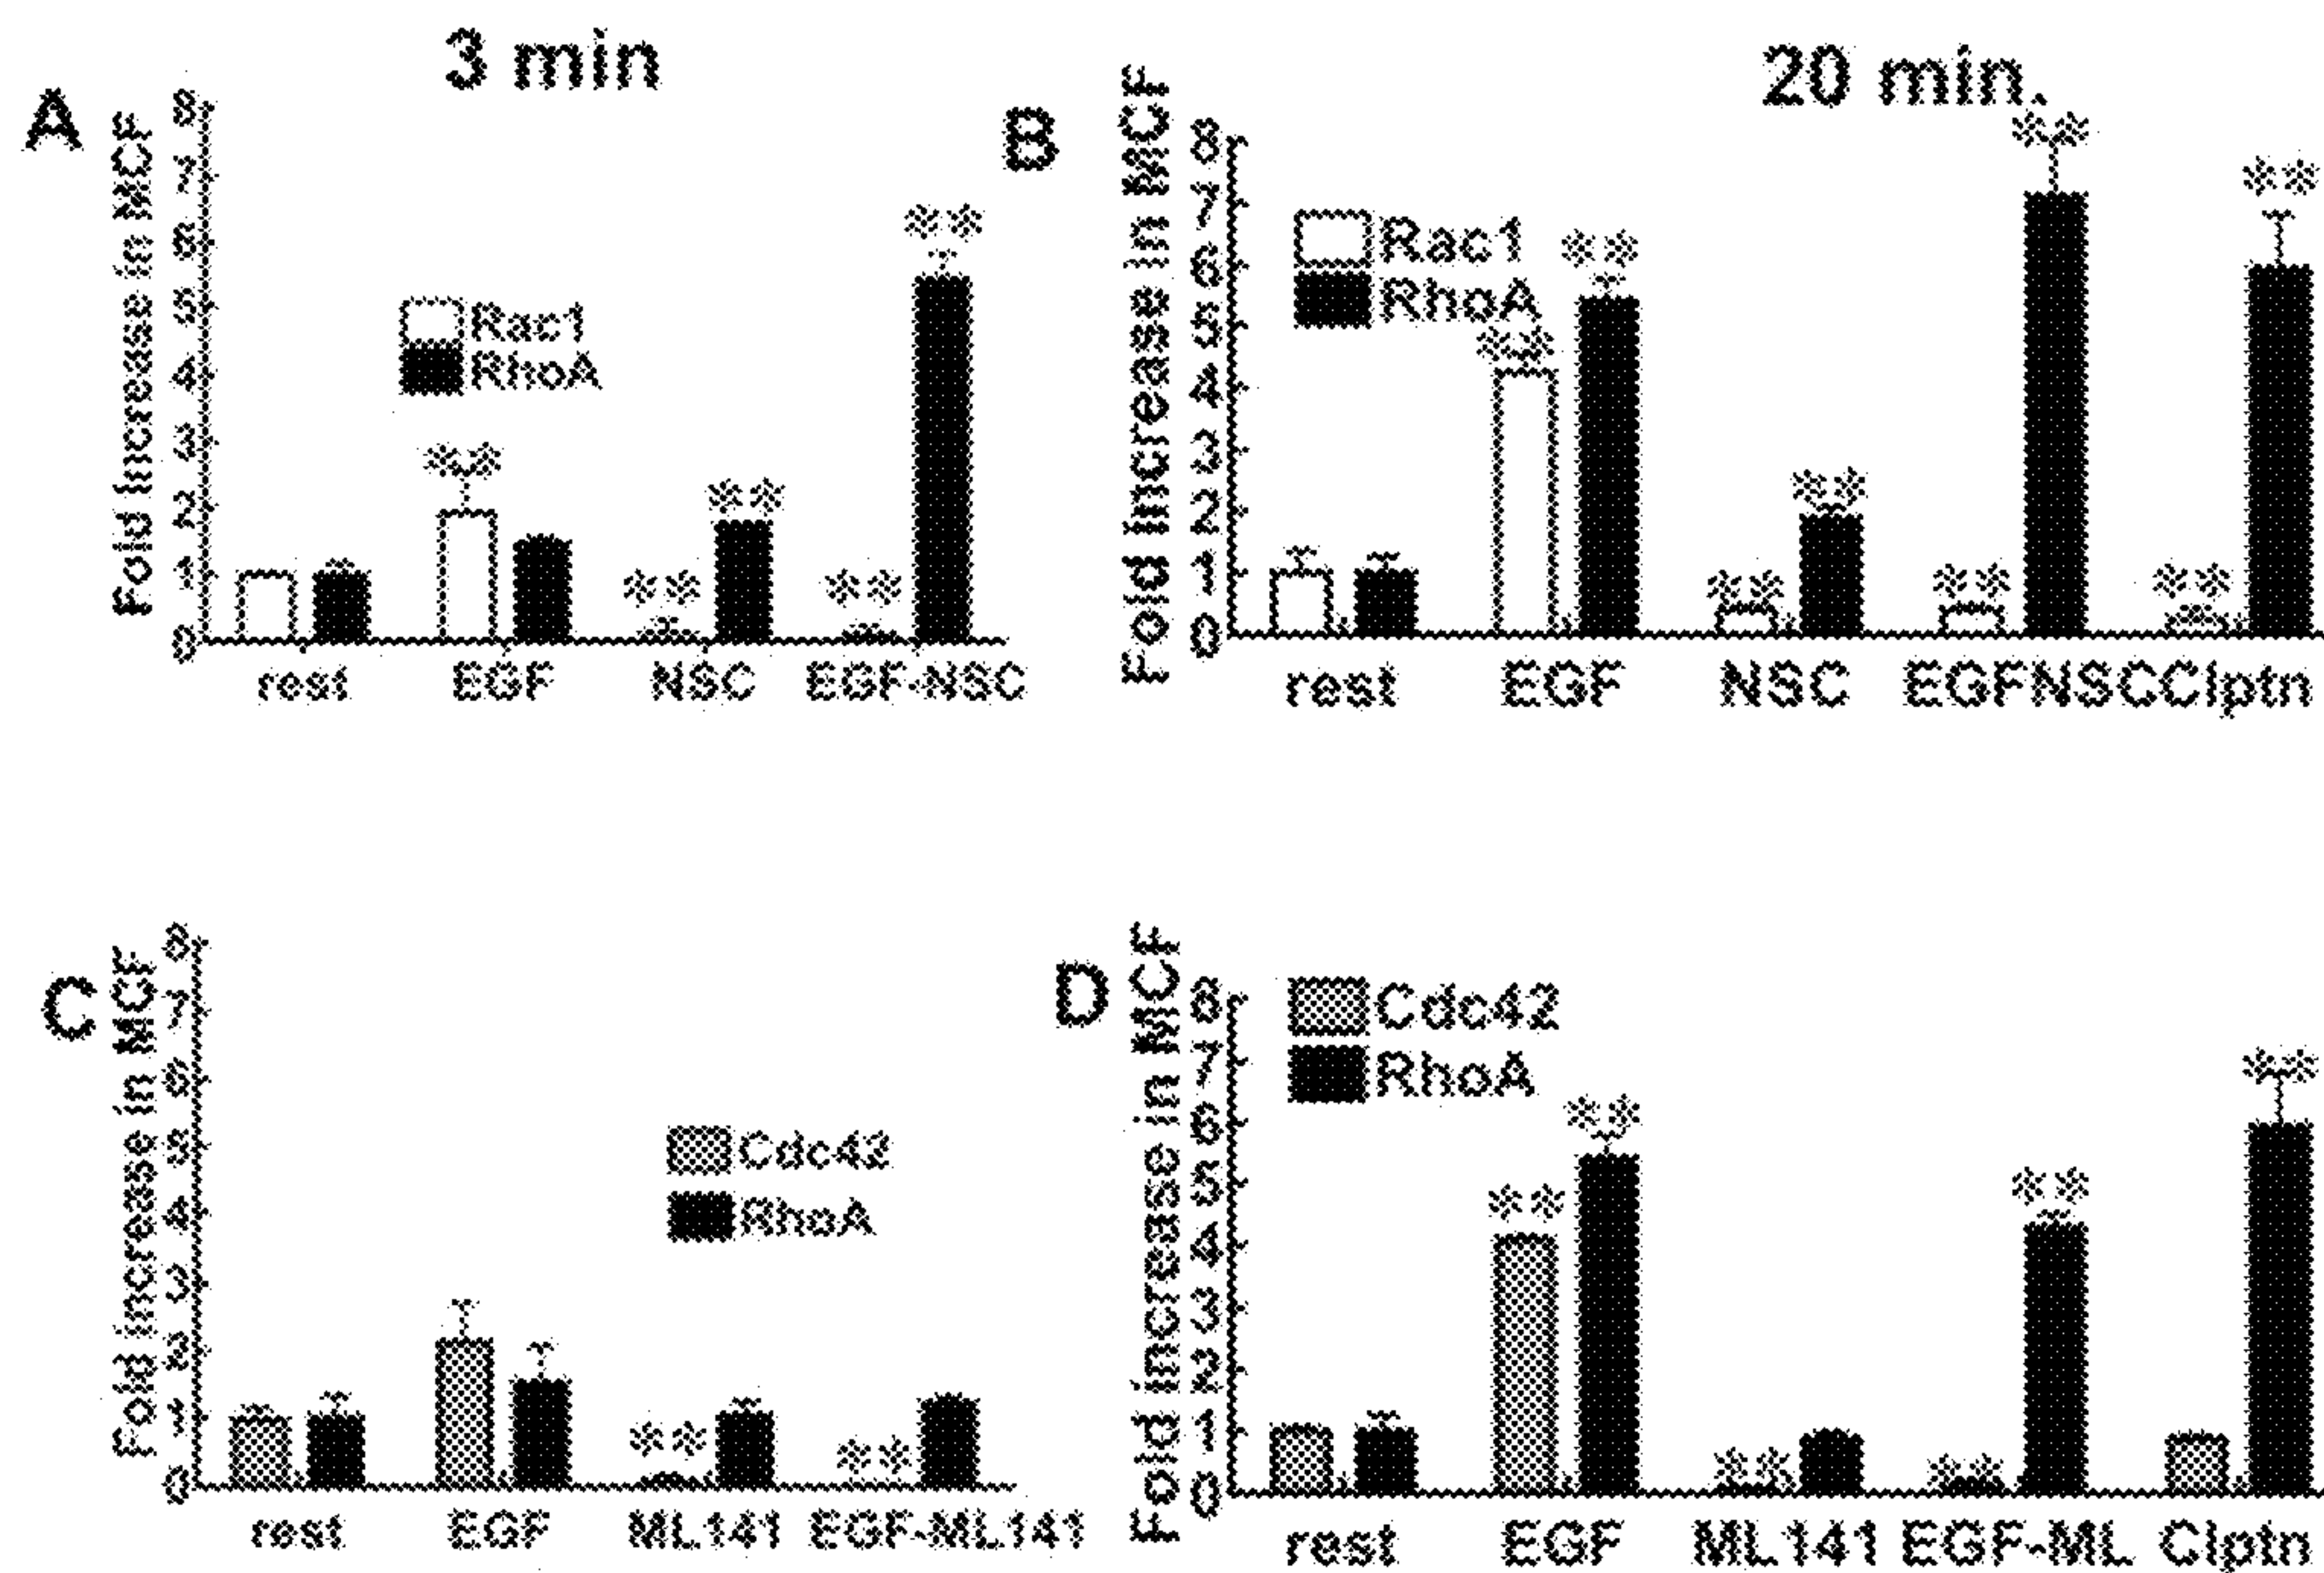 3 min
A
Fold increase in MCF
8
7
6
5
4
3
2
1
0
**
**
**
**
**
Rac1
RhoA
rest EGF NSC EGF-NSC
20 min.
B
Fold increase in MCF
8
7
6
5
4
3
2
1
0
Rac1
RhoA
**
**
**
**
**
**
**
**
rest EGF NSC EGFNSC Clptn
C
Fold increase in MCF
8
7
6
5
4
3
2
1
0
Cdc42
RhoA
**
**
rest EGF ML141 EGF-ML141
D
Fold increase in MCF
8
7
6
5
4
3
2
1
0
Cdc42
RhoA
**
**
**
**
**
**
rest EGF ML141 EGF-ML Clptn